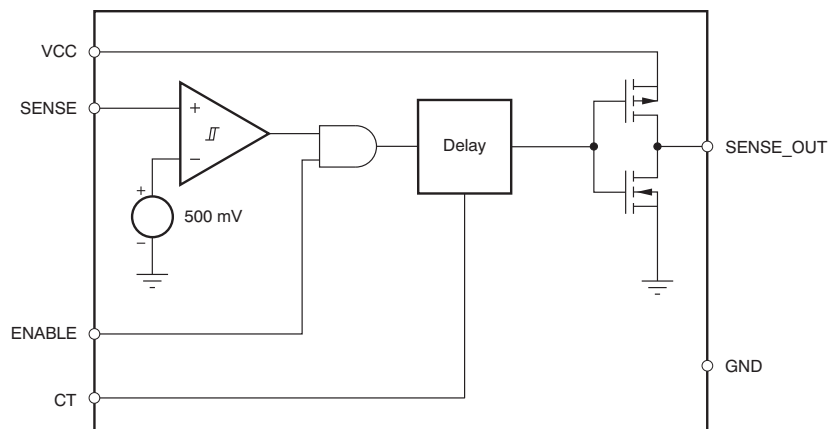 VCC
SENSE
+
−
+
500 mV
−
Delay
SENSE_OUT
ENABLE
GND
CT